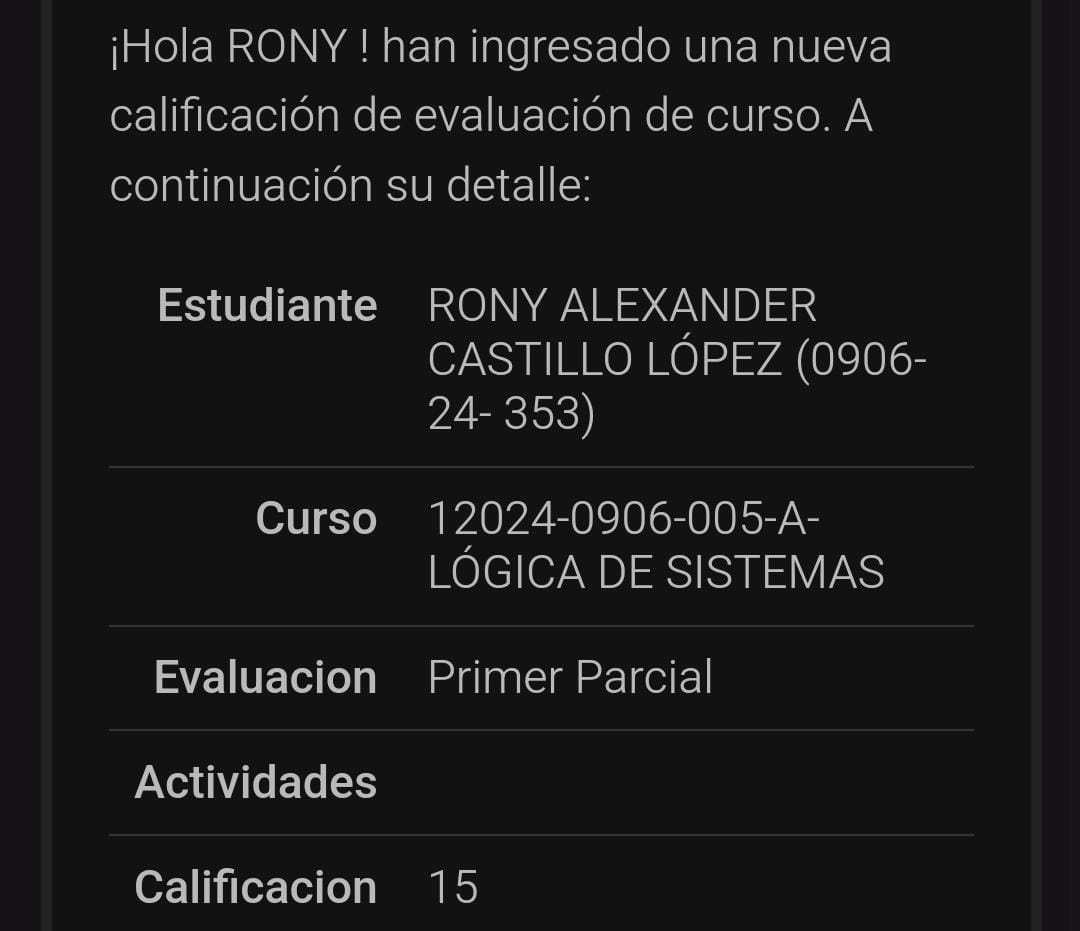 ¡Hola RONY ! han ingresado una nueva
calificación de evaluación de curso. A
continuación su detalle:
Estudiante RONY ALEXANDER
CASTILLO LÓPEZ (0906-
24- 353)
Curso 12024-0906-005-A-
LÓGICA DE SISTEMAS
Evaluacion Primer Parcial
Actividades
Calificacion 15